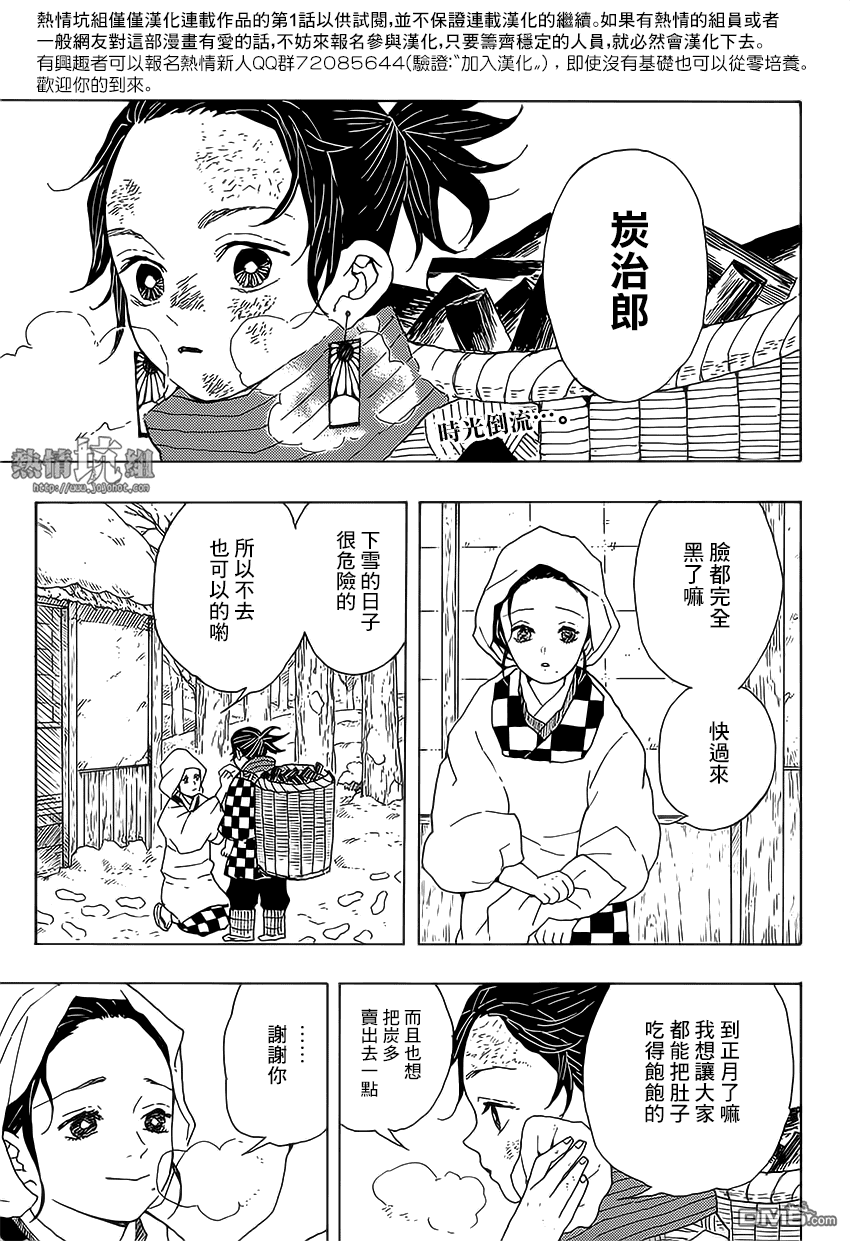 熱情坑組僅僅漢化連載作品的第1話以供試閱,並不保證連載漢化的繼續。如果有熱情的組員或者
一般網友對這部漫畫有愛的話,不妨來報名參與漢化,只要籌齊穩定的人員,就必然會漢化下去。
有興趣者可以報名熱情新人QQ群72085644(驗證:〝加入漢化〞)，即使沒有基礎也可以從零培養。
歡迎你的到來。
炭治郎
時光倒流…。
熱情坑組
http://www.jojohot.com
臉都完全
黑了嘛
快過來
下雪的日子
很危險的
所以不去
也可以的喲
到正月了嘛
我想讓大家
都能把肚子
吃得飽飽的
而且也想
把炭多
賣出去一點
……
謝謝你